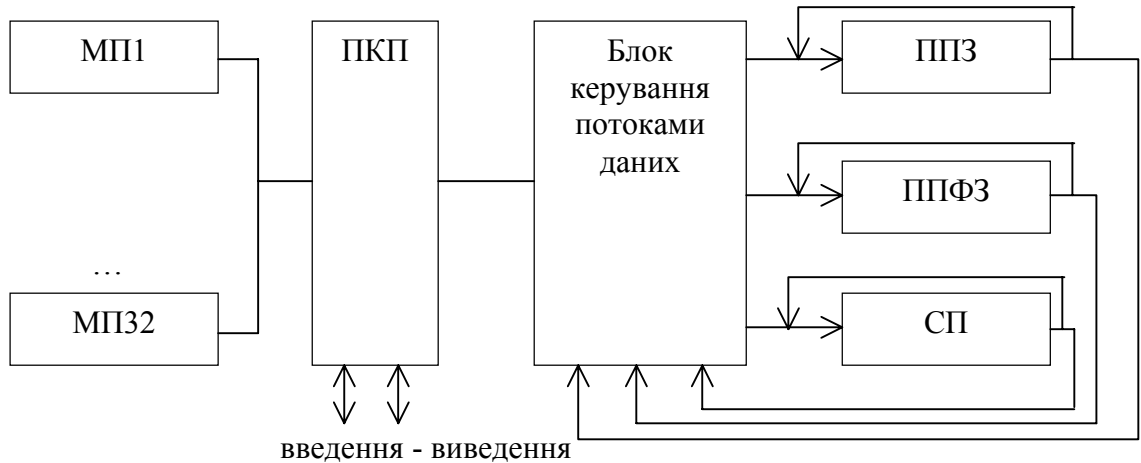 МП1
ПКП
Блок
керування
потоками
даних
ППЗ
ППФЗ
...
МП32
СП
введення - виведення